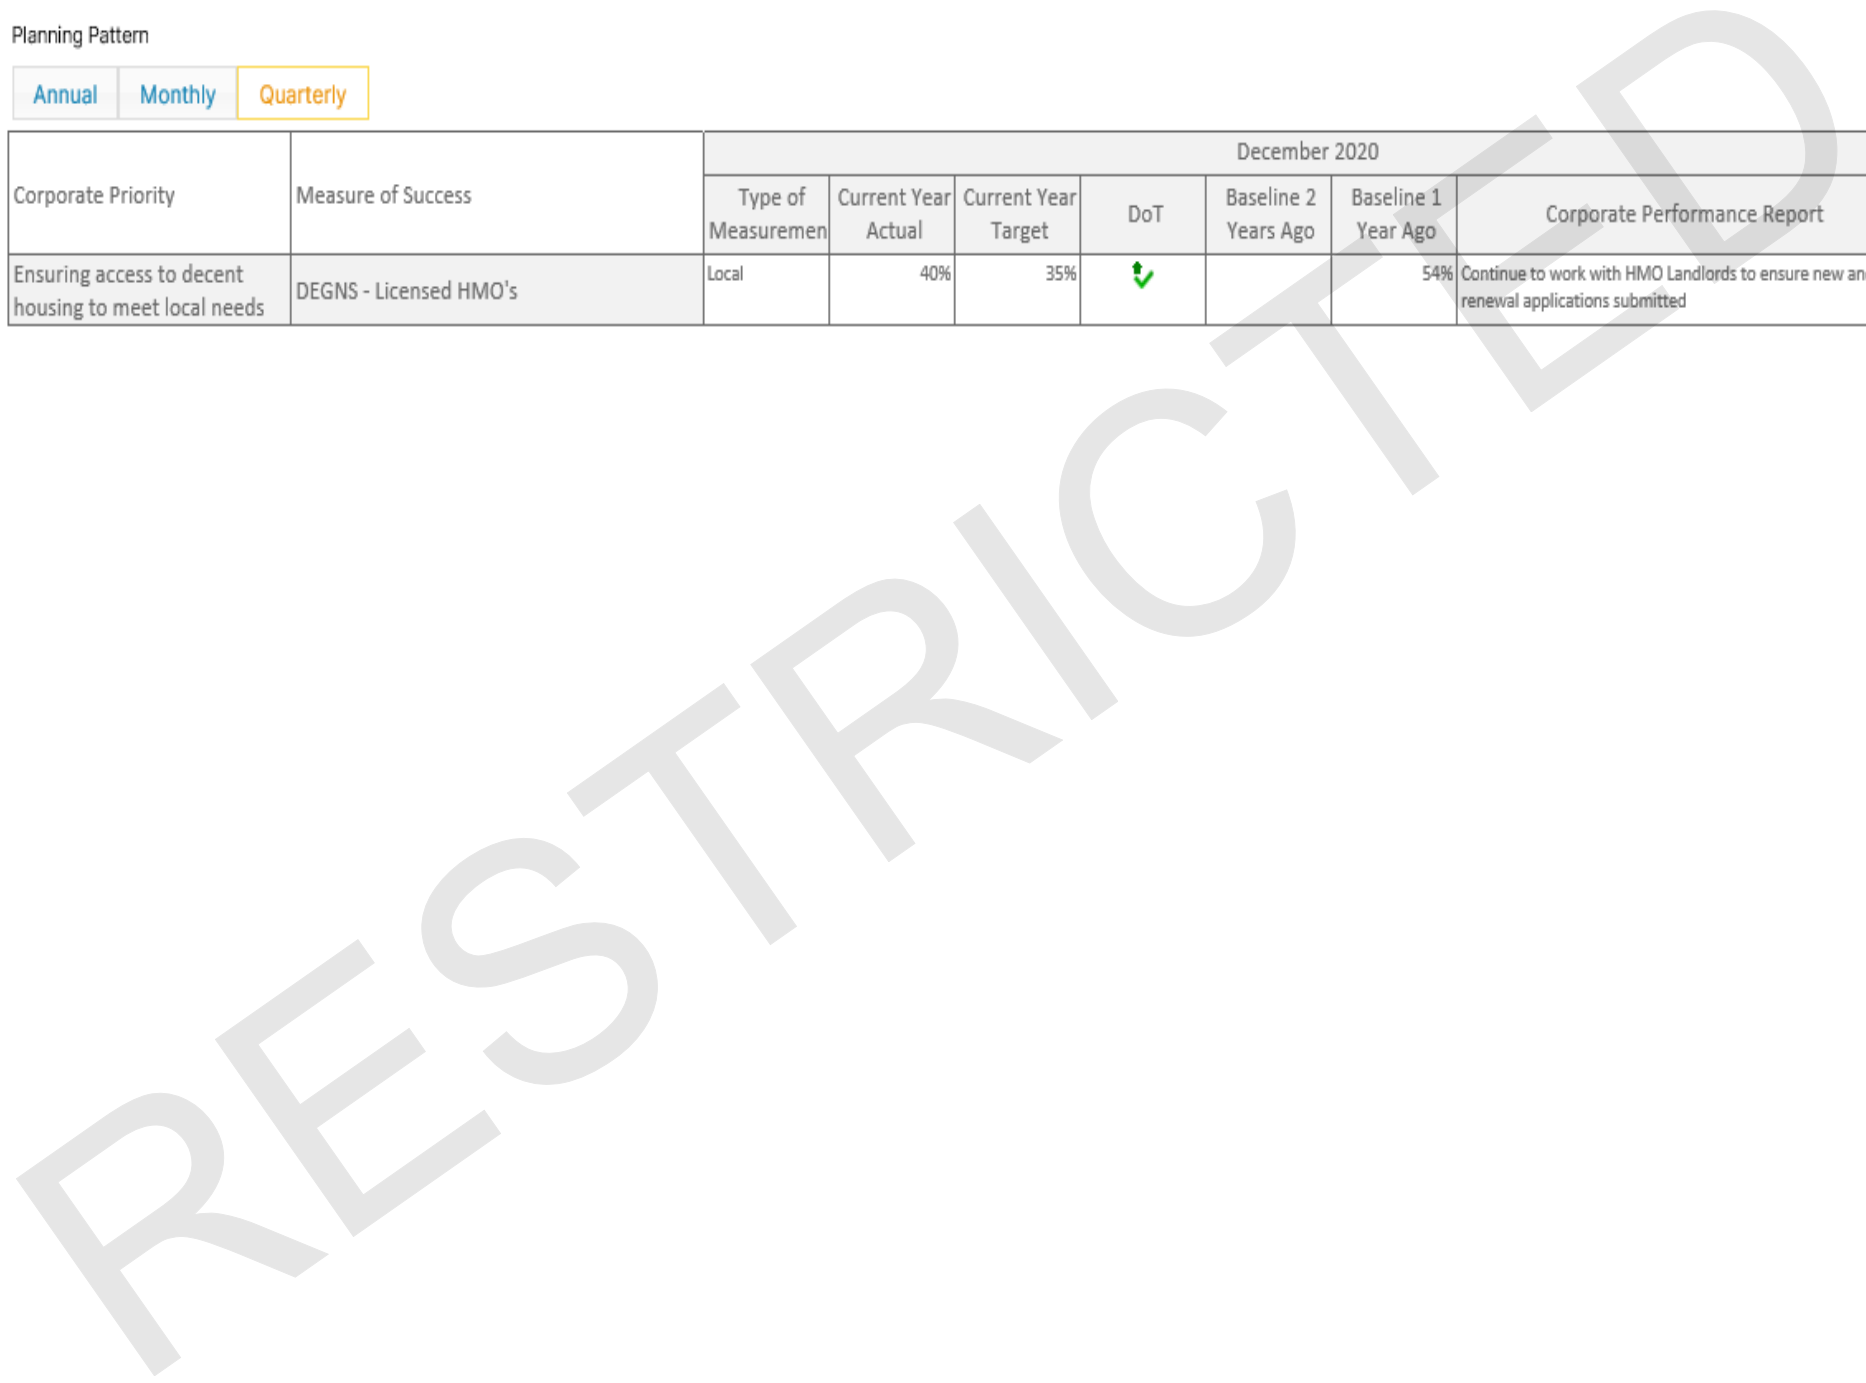 Planning Pattern
Annual Monthly Quarterly
December 2020
Corporate Priority Measure of Success
Type of Measuremen
Current Year Actual
Current Year Target
DoT
Baseline 2 Years Ago
Baseline 1 Year Ago
Corporate Performance Report
Ensuring access to decent
housing to meet local needs
DEGNS - Licensed HMO's
Local
40%
35%
54%
Continue to work with HMO Landlords to ensure new an
renewal applications submitted
RESTRICTED